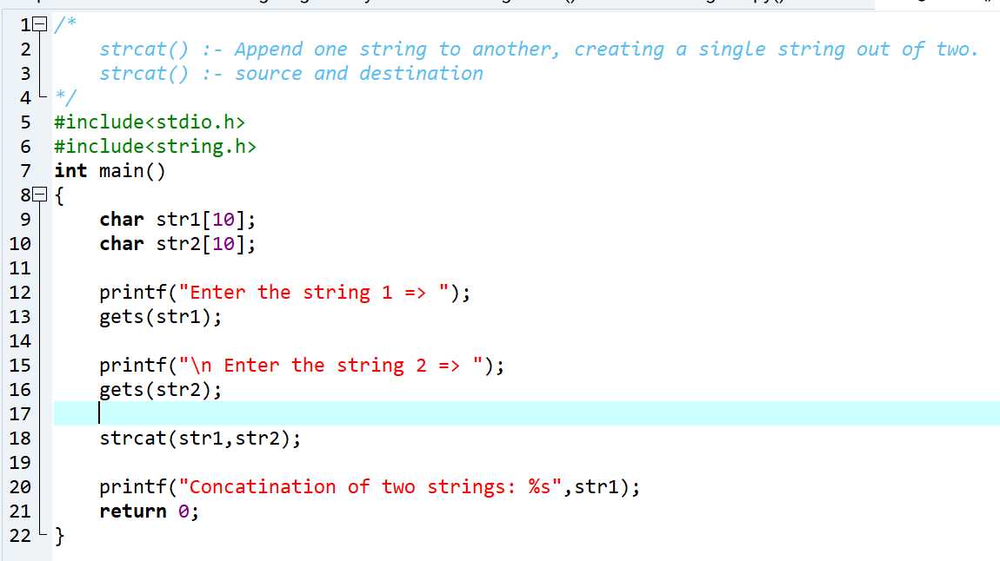 1 /*
2 strcat() :- Append one string to another, creating a single string out of two.
3 strcat() :- source and destination
4 */
5 #include<stdio.h>
6 #include<string.h>
7 int main()
8 {
9 char str1[10];
10 char str2[10];
11
12 printf("Enter the string 1 => ");
13 gets(str1);
14
15 printf("\n Enter the string 2 => ");
16 gets(str2);
17
18 strcat(str1,str2);
19
20 printf("Concatination of two strings: %s",str1);
21 return 0;
22 }